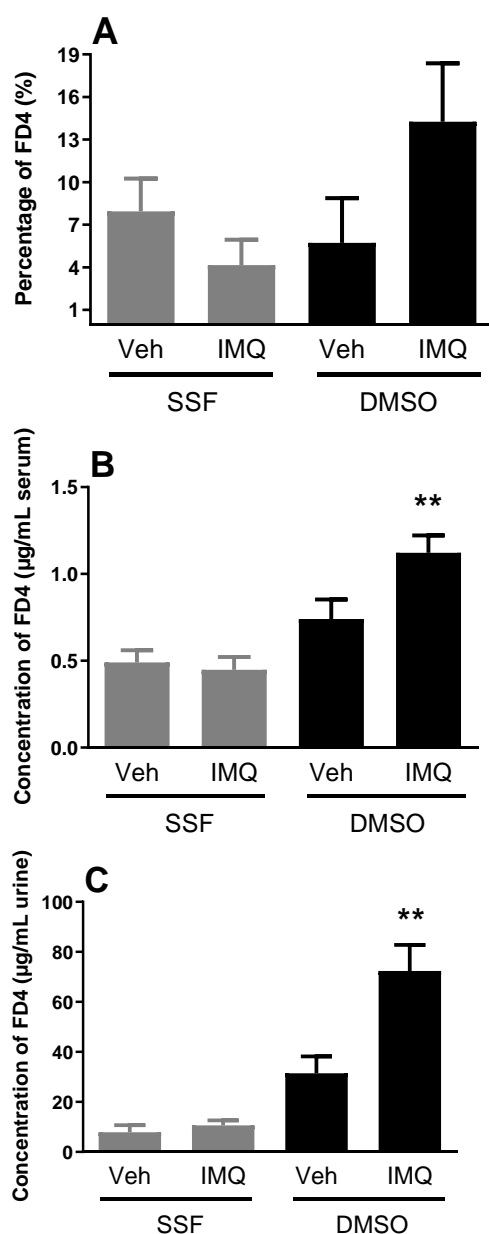 A
Percentage of FD4 (%)
19
16
13
10
7
4
1
Veh IMQ Veh IMQ
SSF DMSO
B
Concentration of FD4 (µg/mL serum)
1.5
**
1.0
0.5
0.0
Veh IMQ Veh IMQ
SSF DMSO
C
Concentration of FD4 (µg/mL urine)
100
**
80
60
40
20
0
Veh IMQ Veh IMQ
SSF DMSO